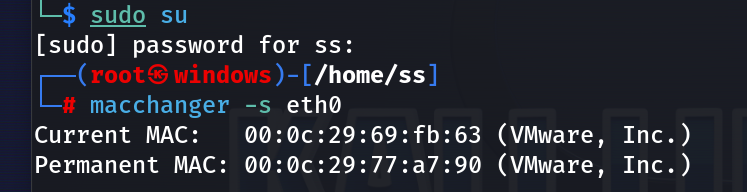 └─$ sudo su
[sudo] password for ss:
┌──(root㉿windows)-[/home/ss]
└─# macchanger -s eth0
Current MAC:   00:0c:29:69:fb:63 (VMware, Inc.)
Permanent MAC: 00:0c:29:77:a7:90 (VMware, Inc.)